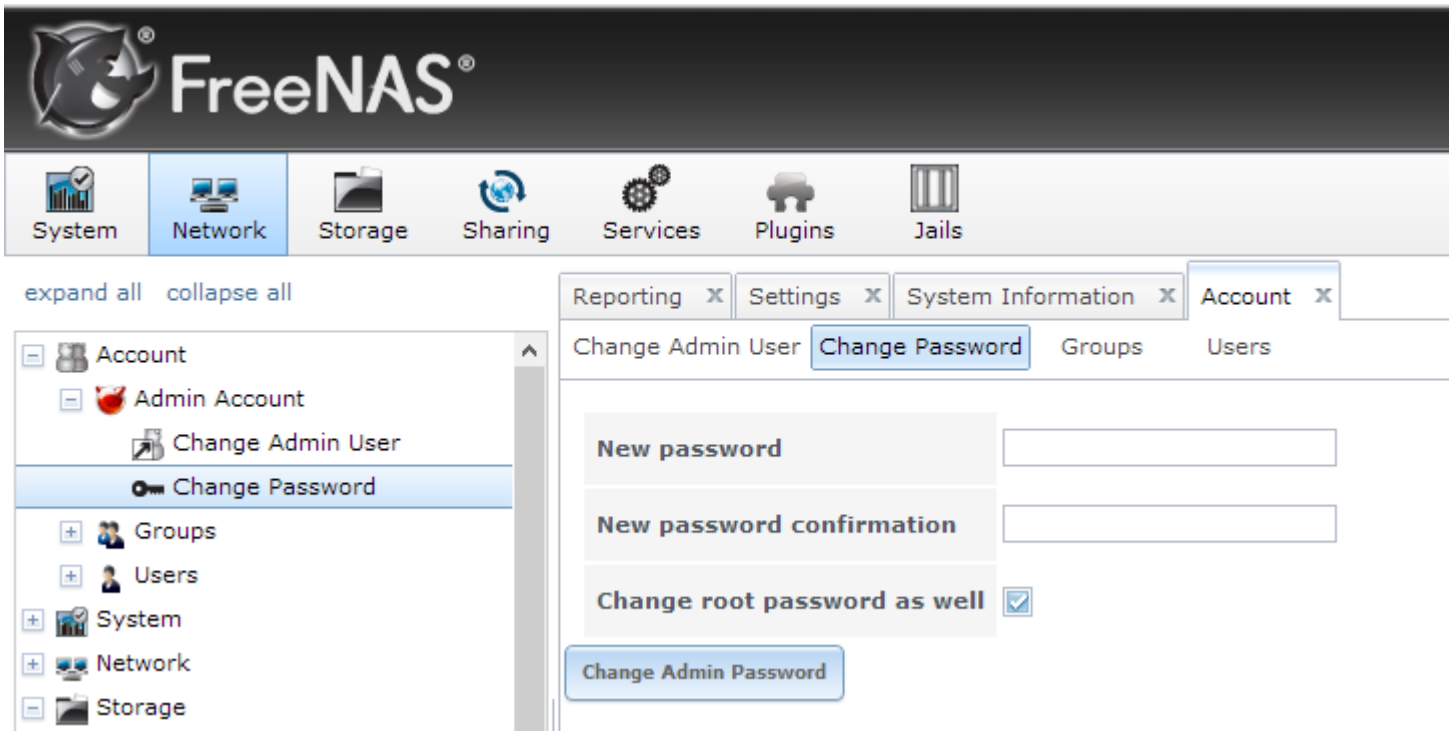 FreeNAS®
System Network Storage Sharing Services Plugins Jails
expand all collapse all
Reporting X Settings X System Information X Account X
Change Admin User Change Password Groups Users
Account
Admin Account
Change Admin User
Change Password
Groups
Users
System
Network
Storage
New password
New password confirmation
Change root password as well
Change Admin Password